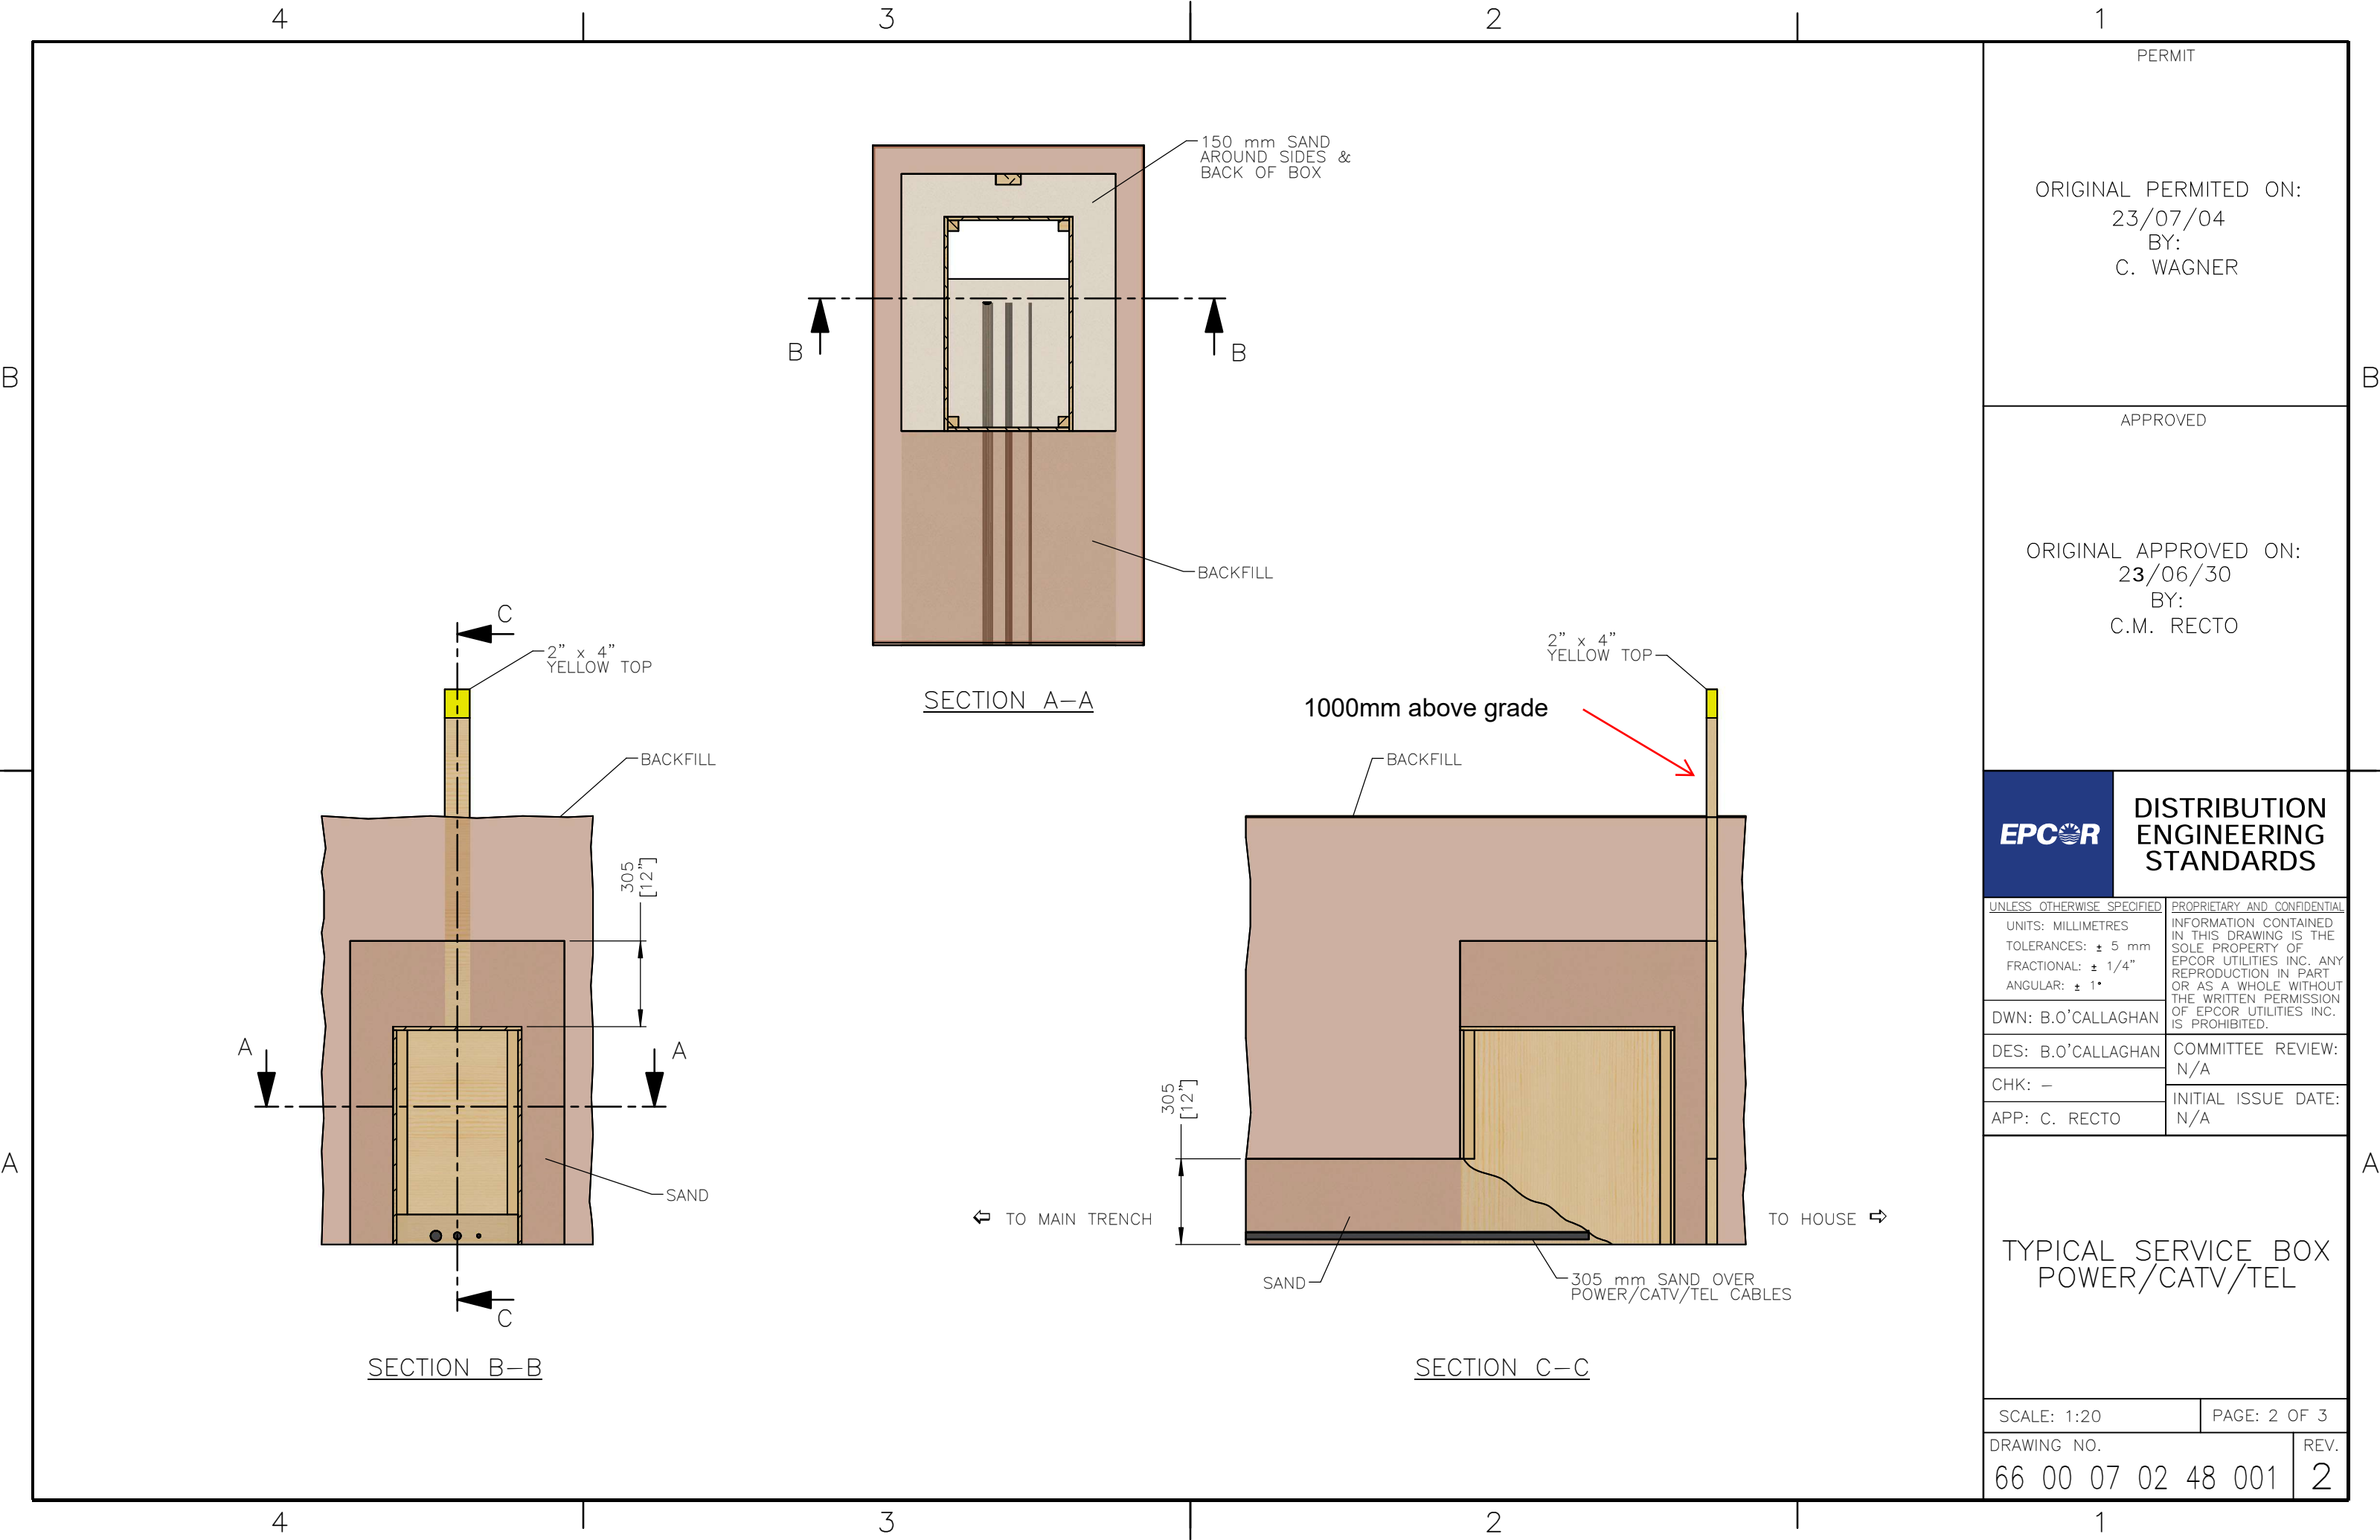 4
3
2
1
B
B
A
A
150 mm SAND
AROUND SIDES &
BACK OF BOX
B
B
BACKFILL
SECTION A-A
C
2" x 4"
YELLOW TOP
BACKFILL
305
[12"]
A
A
SAND
C
SECTION B-B
2" x 4"
YELLOW TOP
1000mm above grade
BACKFILL
305
[12"]
TO MAIN TRENCH
TO HOUSE
SAND
305 mm SAND OVER
POWER/CATV/TEL CABLES
SECTION C-C
PERMIT
ORIGINAL PERMITED ON:
23/07/04
BY:
C. WAGNER
APPROVED
ORIGINAL APPROVED ON:
23/06/30
BY:
C.M. RECTO
EPCOR
DISTRIBUTION
ENGINEERING
STANDARDS
UNLESS OTHERWISE SPECIFIED
UNITS: MILLIMETRES
TOLERANCES: ± 5 mm
FRACTIONAL: ± 1/4"
ANGULAR: ± 1°
PROPRIETARY AND CONFIDENTIAL
INFORMATION CONTAINED
IN THIS DRAWING IS THE
SOLE PROPERTY OF
EPCOR UTILITIES INC. ANY
REPRODUCTION IN PART
OR AS A WHOLE WITHOUT
THE WRITTEN PERMISSION
OF EPCOR UTILITIES INC.
IS PROHIBITED.
DWN: B.O'CALLAGHAN
DES: B.O'CALLAGHAN
CHK: -
APP: C. RECTO
COMMITTEE REVIEW:
N/A
INITIAL ISSUE DATE:
N/A
TYPICAL SERVICE BOX
POWER/CATV/TEL
SCALE: 1:20
PAGE: 2 OF 3
DRAWING NO.
66 00 07 02 48 001
REV.
2
4
3
2
1